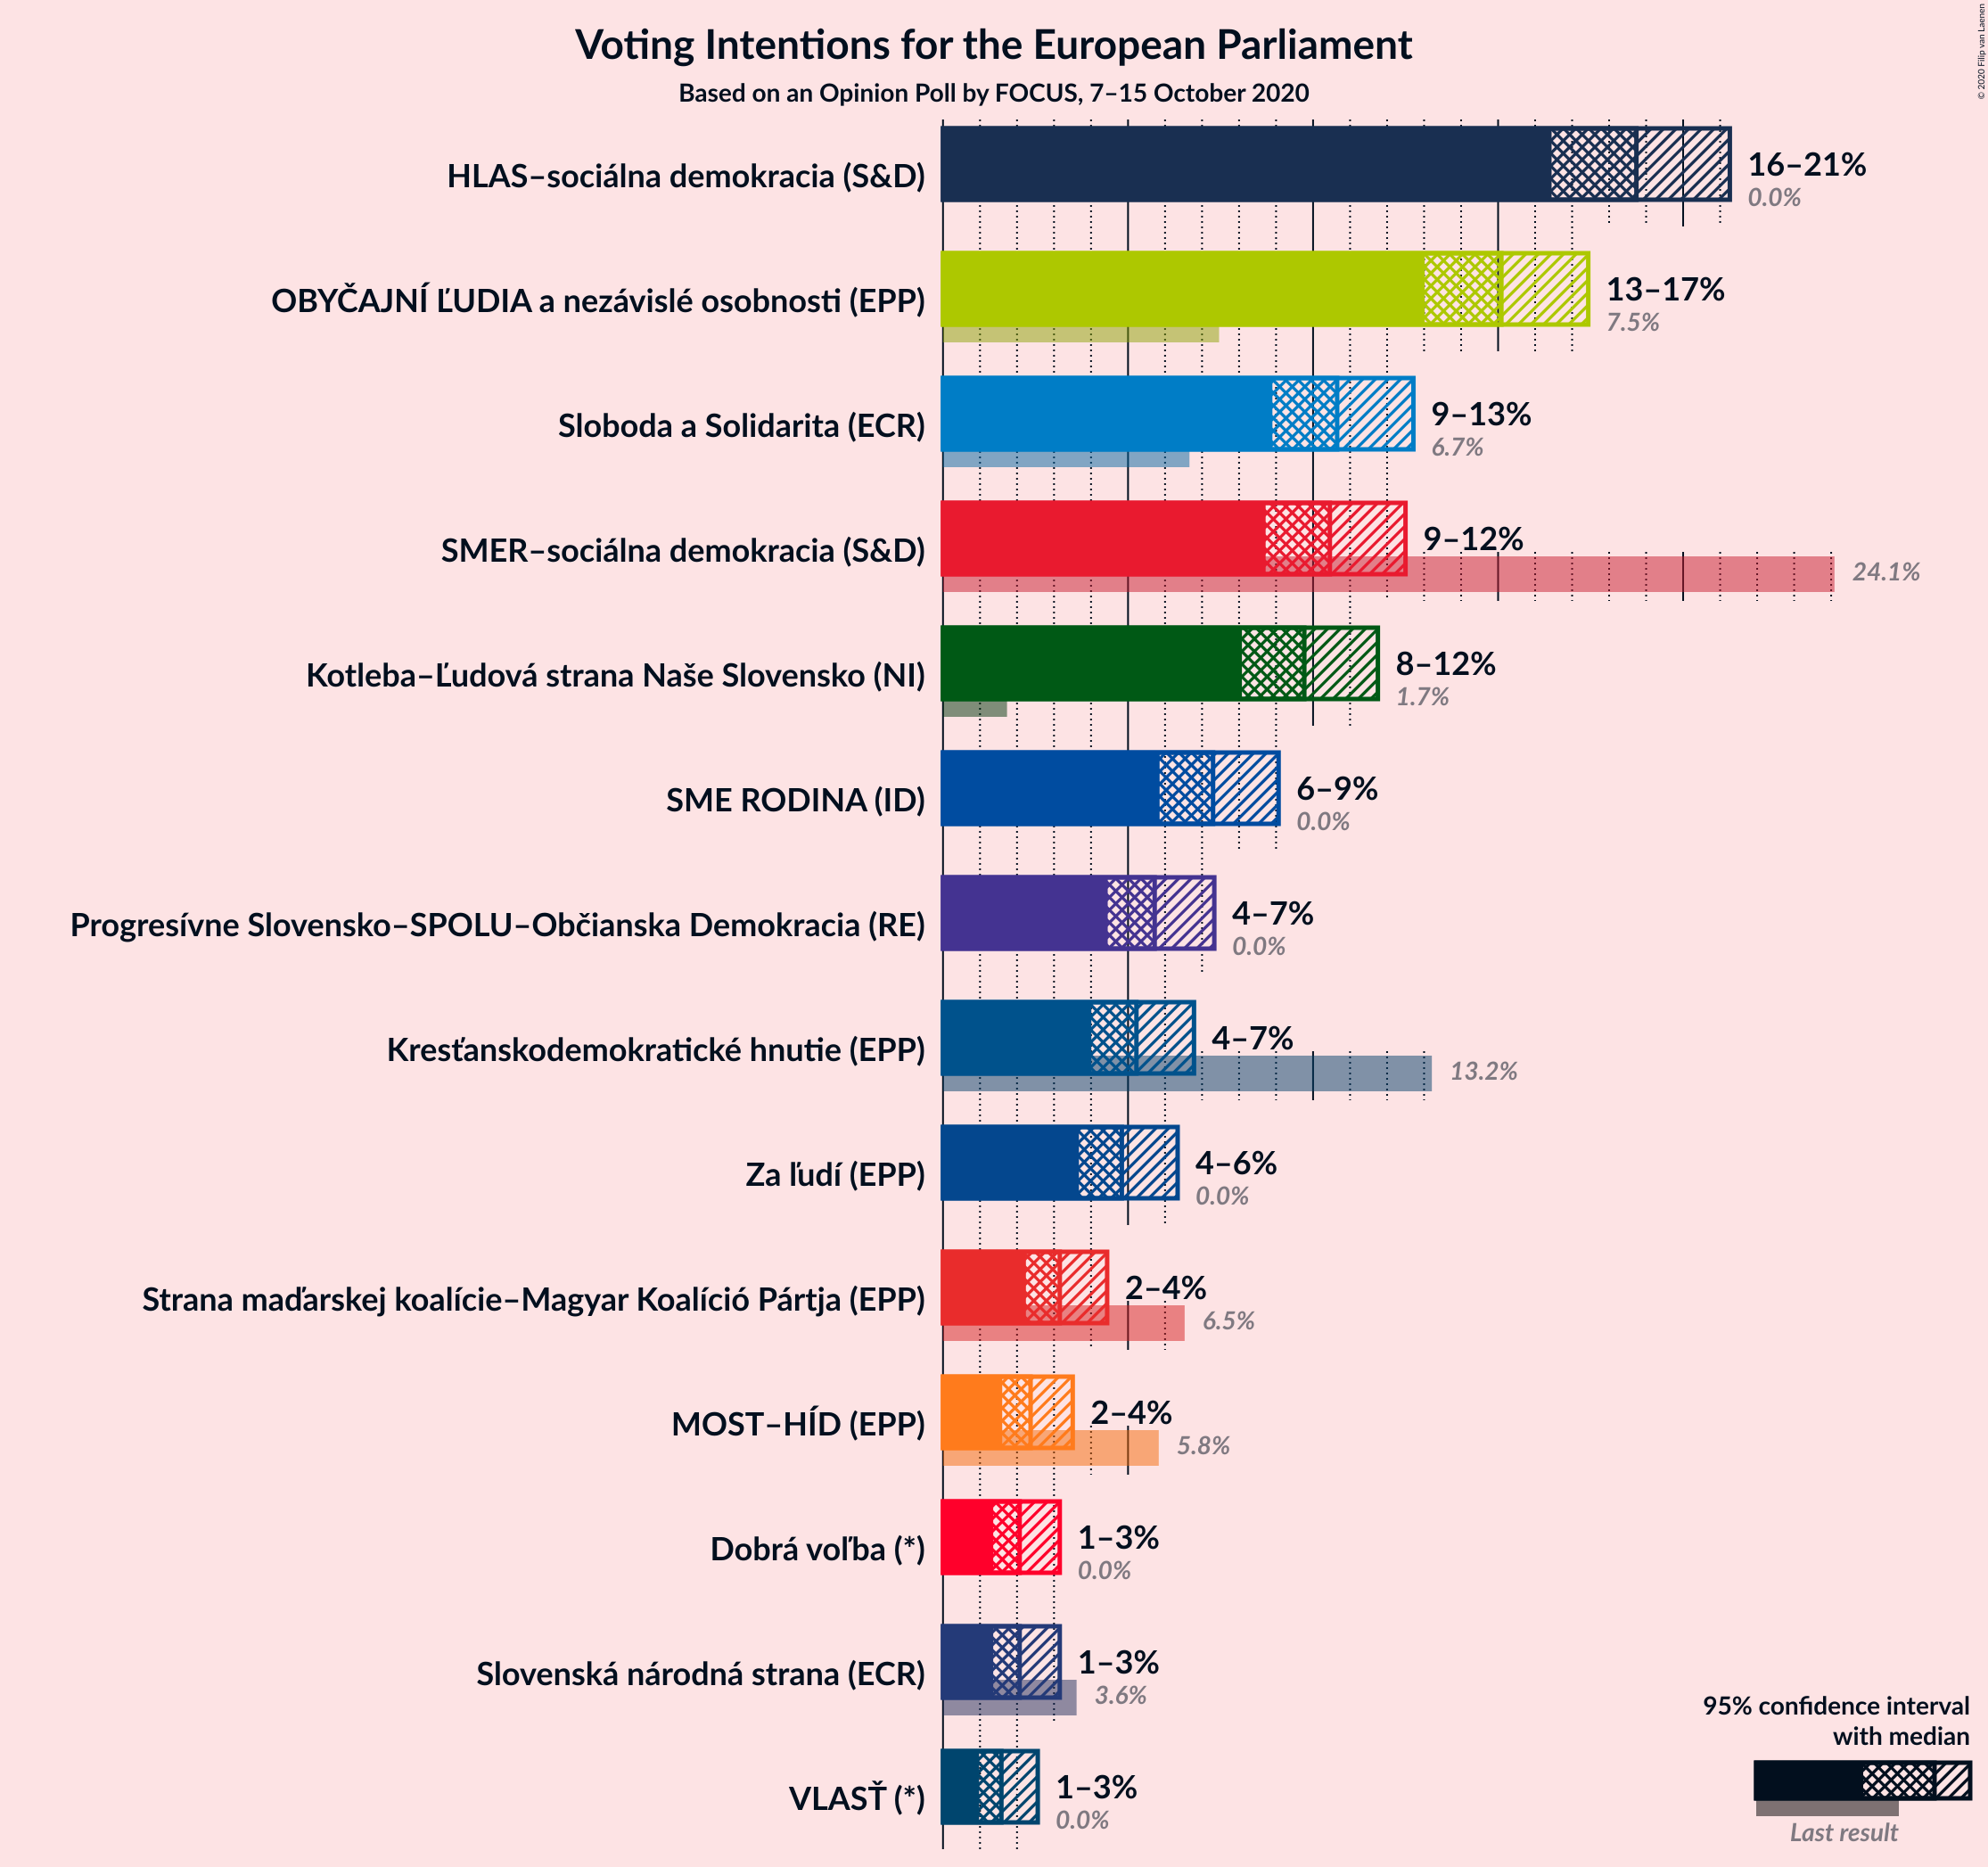 Voting Intentions for the European Parliament
Based on an Opinion Poll by FOCUS, 7–15 October 2020
© 2020 Filip van Laenen
HLAS–sociálna demokracia (S&D)
16–21%
0.0%
OBYČAJNÍ ĽUDIA a nezávislé osobnosti (EPP)
13–17%
7.5%
Sloboda a Solidarita (ECR)
9–13%
6.7%
SMER–sociálna demokracia (S&D)
9–12%
24.1%
Kotleba–Ľudová strana Naše Slovensko (NI)
8–12%
1.7%
SME RODINA (ID)
6–9%
0.0%
Progresívne Slovensko–SPOLU–Občianska Demokracia (RE)
4–7%
0.0%
Kresťanskodemokratické hnutie (EPP)
4–7%
13.2%
Za ľudí (EPP)
4–6%
0.0%
Strana maďarskej koalície–Magyar Koalíció Pártja (EPP)
2–4%
6.5%
MOST–HÍD (EPP)
2–4%
5.8%
Dobrá voľba (*)
1–3%
0.0%
Slovenská národná strana (ECR)
1–3%
3.6%
VLASŤ (*)
1–3%
0.0%
95% confidence interval
with median
Last result